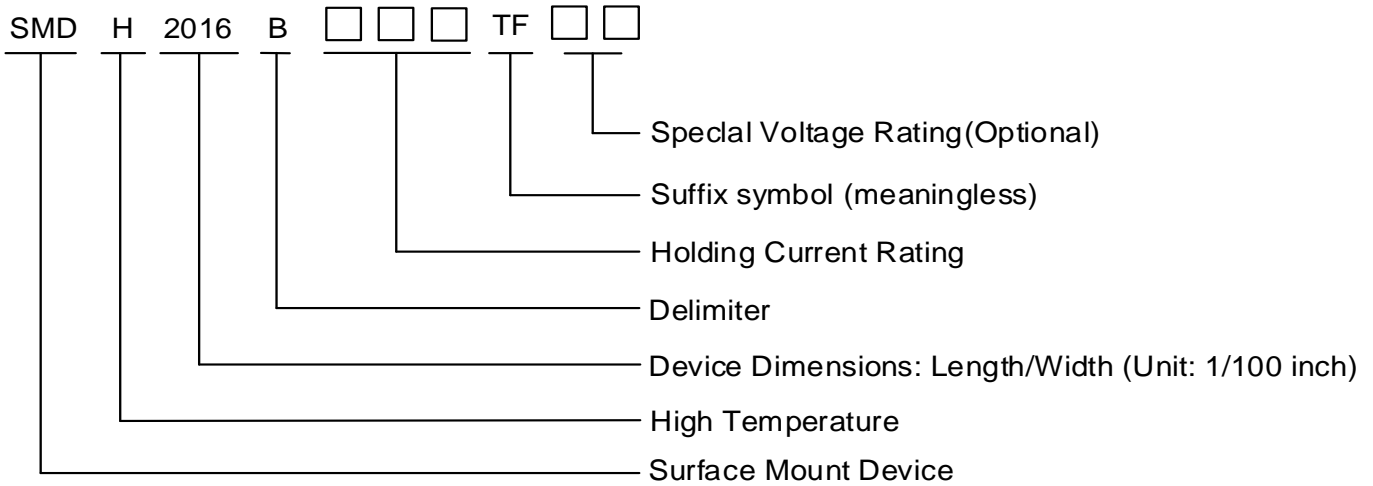 SMD H 2016 B □ □ □ TF □ □
Speclal Voltage Rating(Optional)
Suffix symbol (meaningless)
Holding Current Rating
Delimiter
Device Dimensions: Length/Width (Unit: 1/100 inch)
High Temperature
Surface Mount Device